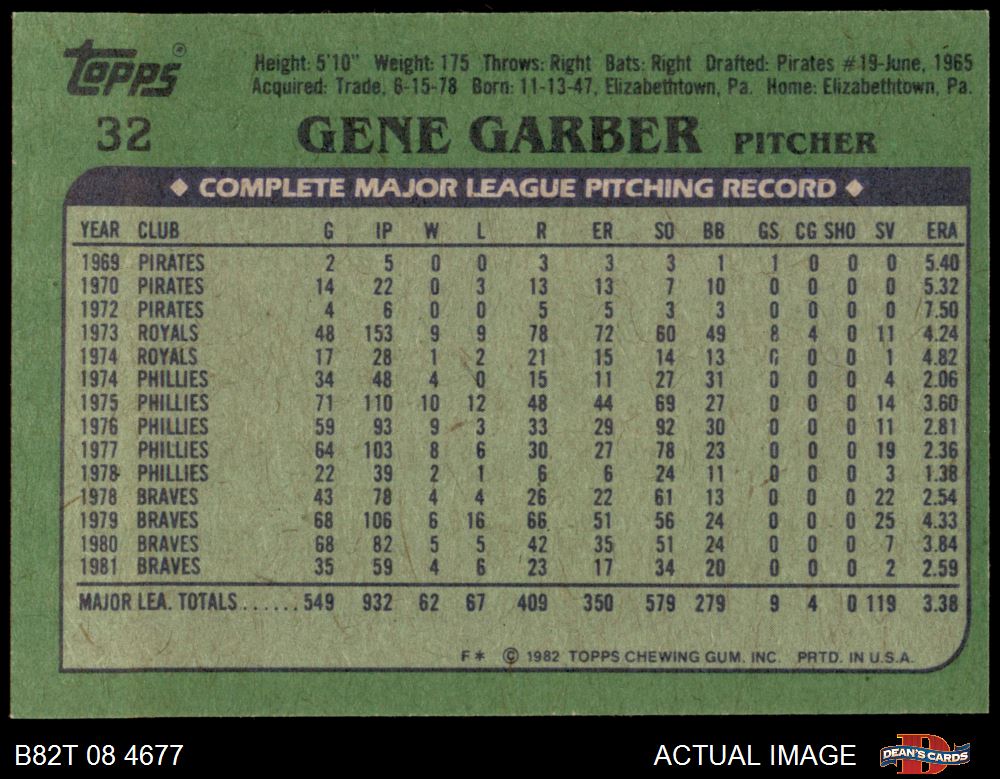 Topps®
Height: 5'10" Weight: 175 Throws: Right Bats: Right Drafted: Pirates #19-June, 1965
Acquired: Trade, 6-15-78 Born: 11-13-47, Elizabethtown, Pa. Home: Elizabethtown, Pa.
32 GENE GARBER PITCHER
◆ COMPLETE MAJOR LEAGUE PITCHING RECORD ◆
YEAR CLUB G IP W L R ER SO BB GS CG SHO SV ERA
1969 PIRATES 2 5 0 0 3 3 3 1 1 0 0 0 5.40
1970 PIRATES 14 22 0 3 13 13 7 10 0 0 0 0 5.32
1972 PIRATES 4 6 0 0 5 5 3 3 0 0 0 0 7.50
1973 ROYALS 48 153 9 9 78 72 60 49 8 4 0 11 4.24
1974 ROYALS 17 28 1 2 21 15 14 13 0 0 0 1 4.82
1974 PHILLIES 34 48 4 0 15 11 27 31 0 0 0 4 2.06
1975 PHILLIES 71 110 10 12 48 44 69 27 0 0 0 14 3.60
1976 PHILLIES 59 93 9 3 33 29 92 30 0 0 0 11 2.81
1977 PHILLIES 64 103 8 6 30 27 78 23 0 0 0 19 2.36
1978 PHILLIES 22 39 2 1 6 6 24 11 0 0 0 3 1.38
1978 BRAVES 43 78 4 4 26 22 61 13 0 0 0 22 2.54
1979 BRAVES 68 106 6 16 66 51 56 24 0 0 0 25 4.33
1980 BRAVES 68 82 5 5 42 35 51 24 0 0 0 7 3.84
1981 BRAVES 35 59 4 6 23 17 34 20 0 0 0 2 2.59
MAJOR LEA. TOTALS......549 932 62 67 409 350 579 279 9 4 0 119 3.38
F* © 1982 TOPPS CHEWING GUM, INC. PRTD. IN U.S.A.
B82T 08 4677 ACTUAL IMAGE DEAN'S CARDS